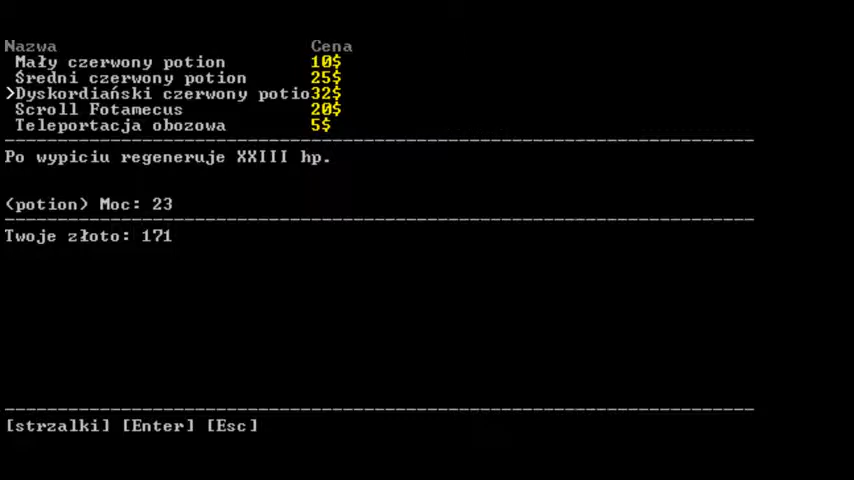 Nazwa Cena
Mały czerwony potion 10$
Średni czerwony potion 25$
>Dyskordiański czerwony potio32$
Scroll Fotamecus 20$
Teleportacja obozowa 5$
Po wypiciu regeneruje XXIII hp.
(potion) Moc: 23
Twoje złoto: 171
[strzalki] [Enter] [Esc]